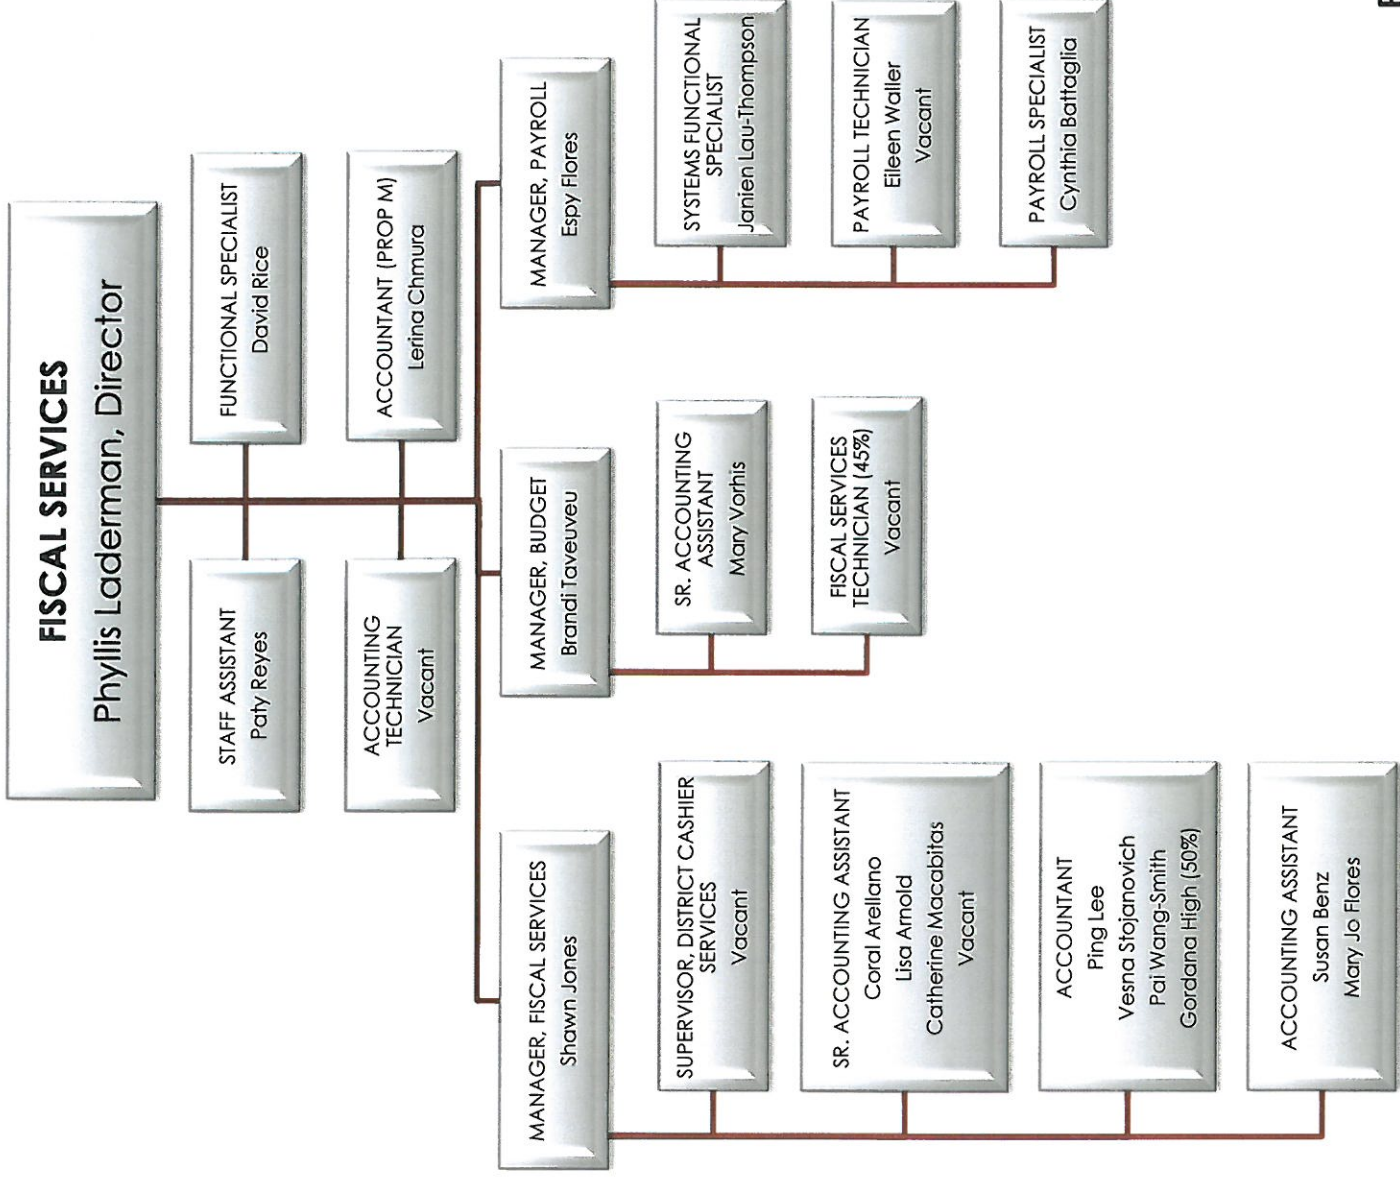 FISCAL SERVICES
Phyllis Laderman, Director
STAFF ASSISTANT
Paty Reyes
FUNCTIONAL SPECIALIST
David Rice
ACCOUNTING
TECHNICIAN
Vacant
ACCOUNTANT (PROP M)
Lerina Chmura
MANAGER, FISCAL SERVICES
Shawn Jones
SUPERVISOR, DISTRICT CASHIER
SERVICES
Vacant
SR. ACCOUNTING ASSISTANT
Coral Arellano
Lisa Arnold
Catherine Macabitas
Vacant
ACCOUNTANT
Ping Lee
Vesna Stojanovich
Pai Wang-Smith
Gordana High (50%)
ACCOUNTING ASSISTANT
Susan Benz
Mary Jo Flores
MANAGER, BUDGET
Brandi Taveuveu
SR. ACCOUNTING
ASSISTANT
Mary Vorhis
FISCAL SERVICES
TECHNICIAN (45%)
Vacant
MANAGER, PAYROLL
Espy Flores
SYSTEMS FUNCTIONAL
SPECIALIST
Janien Lau-Thompson
PAYROLL TECHNICIAN
Eileen Waller
Vacant
PAYROLL SPECIALIST
Cynthia Battaglia